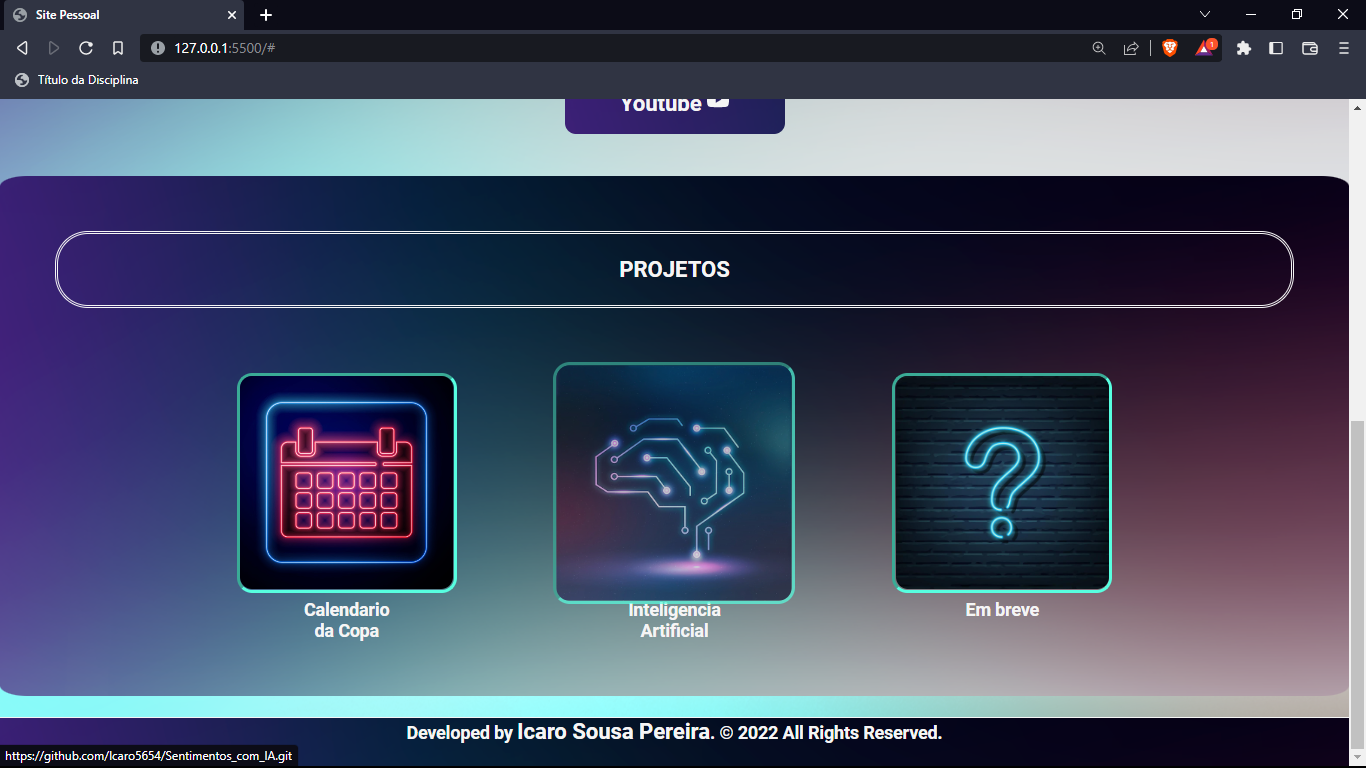 Site Pessoal
127.0.0.1:5500/#
1
Título da Disciplina
Youtube
PROJETOS
Calendario
da Copa
Inteligencia
Artificial
Em breve
Developed by Icaro Sousa Pereira. © 2022 All Rights Reserved.
https://github.com/Icaro5654/Sentimentos_com_IA.git